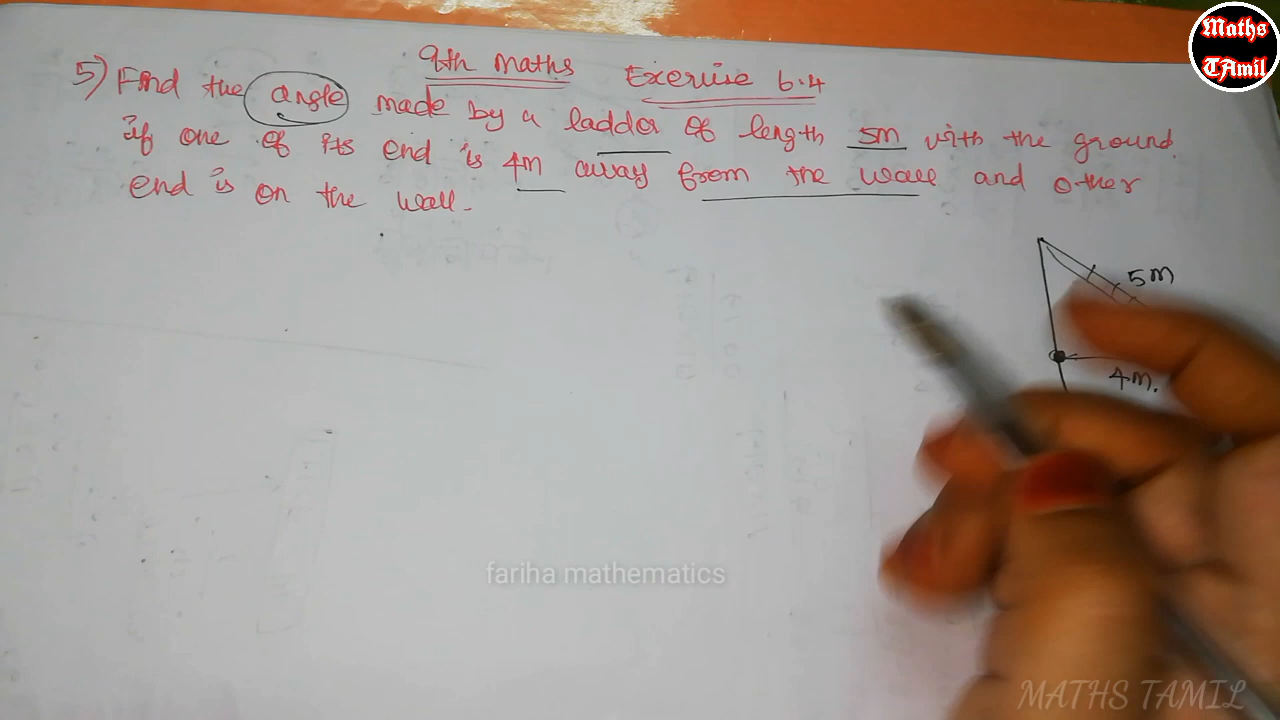 Maths
TAmil
9th maths Exercise 6.4
5) Find the angle made by a ladder of length 5m with the ground
if one of its end is 4m away from the wall and other
end is on the wall.
5m
4m.
fariha mathematics
MATHS TAMIL